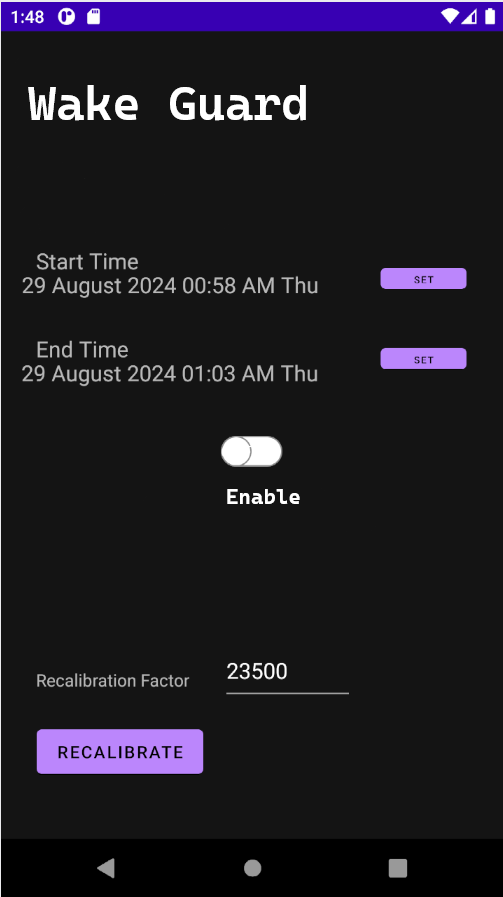 1:48
Wake Guard
Start Time
29 August 2024 00:58 AM Thu
SET
End Time
29 August 2024 01:03 AM Thu
SET
Enable
Recalibration Factor
23500
RECALIBRATE